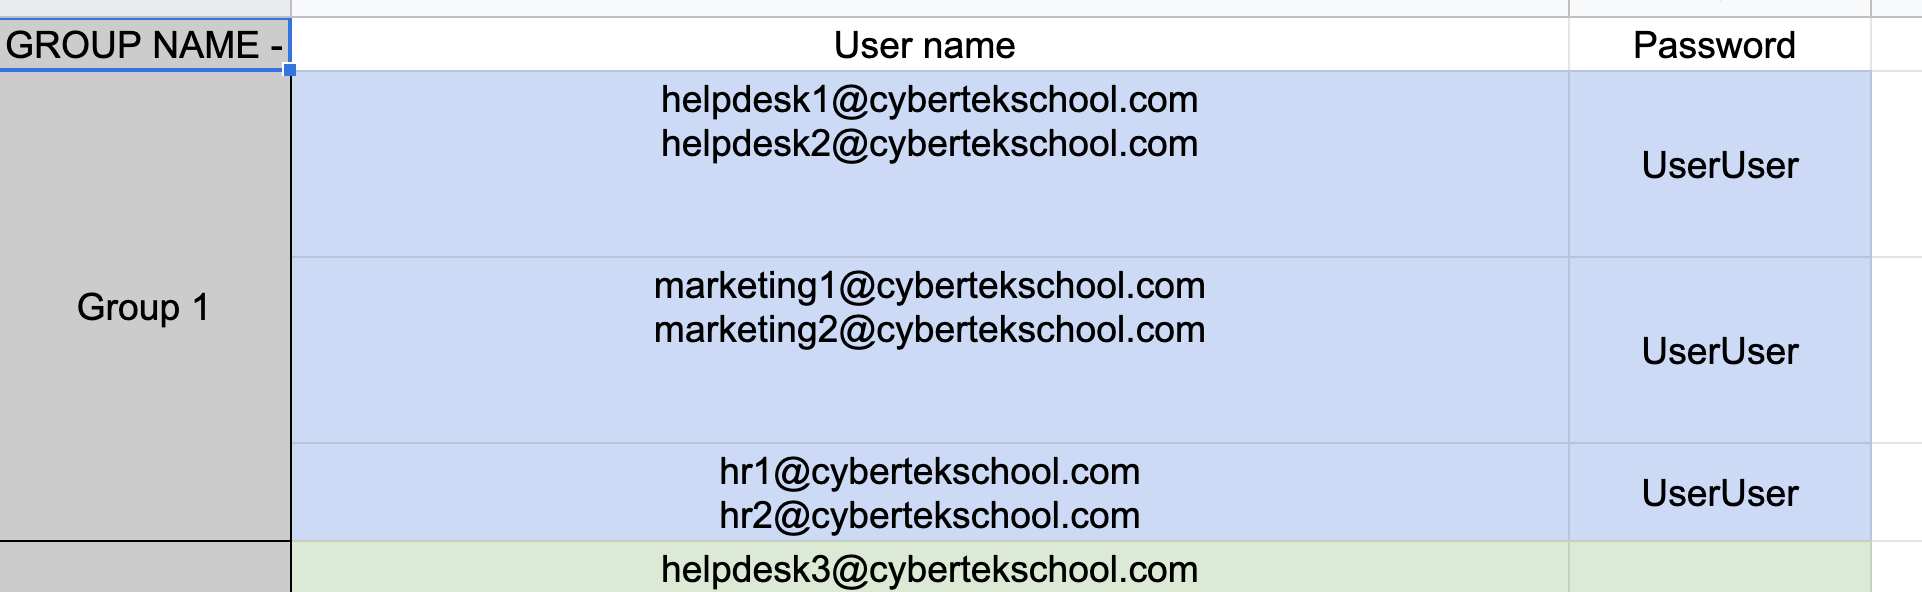 GROUP NAME - User name Password
helpdesk1@cybertekschool.com
helpdesk2@cybertekschool.com
UserUser
Group 1
marketing1@cybertekschool.com
marketing2@cybertekschool.com
UserUser
hr1@cybertekschool.com
hr2@cybertekschool.com
UserUser
helpdesk3@cybertekschool.com